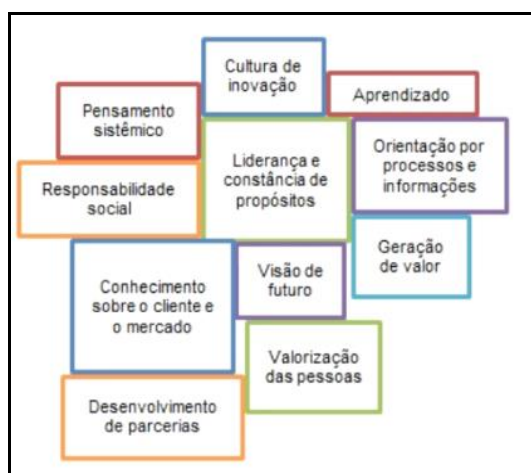 Cultura de
inovação
Aprendizado
Pensamento
sistêmico
Liderança e
constância de
propósitos
Orientação por
processos e
informações
Responsabilidade
social
Geração
de valor
Conhecimento
sobre o cliente e
o mercado
Visão de
futuro
Valorização
das pessoas
Desenvolvimento
de parcerias